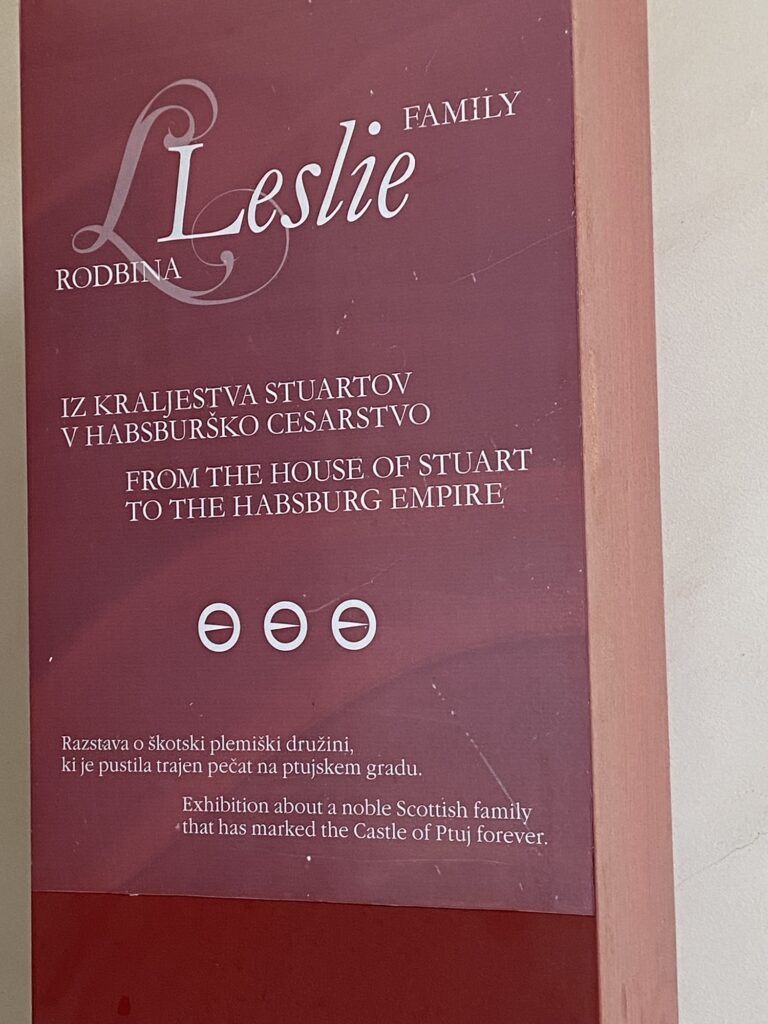 FAMILY
Leslie
RODBINA
IZ KRALJESTVA STUARTOV
V HABSBURŠKO CESARSTVO
FROM THE HOUSE OF STUART
TO THE HABSBURG EMPIRE
Razstava o škotski plemiški družini,
ki je pustila trajen pečat na ptujskem gradu.
Exhibition about a noble Scottish family
that has marked the Castle of Ptuj forever.